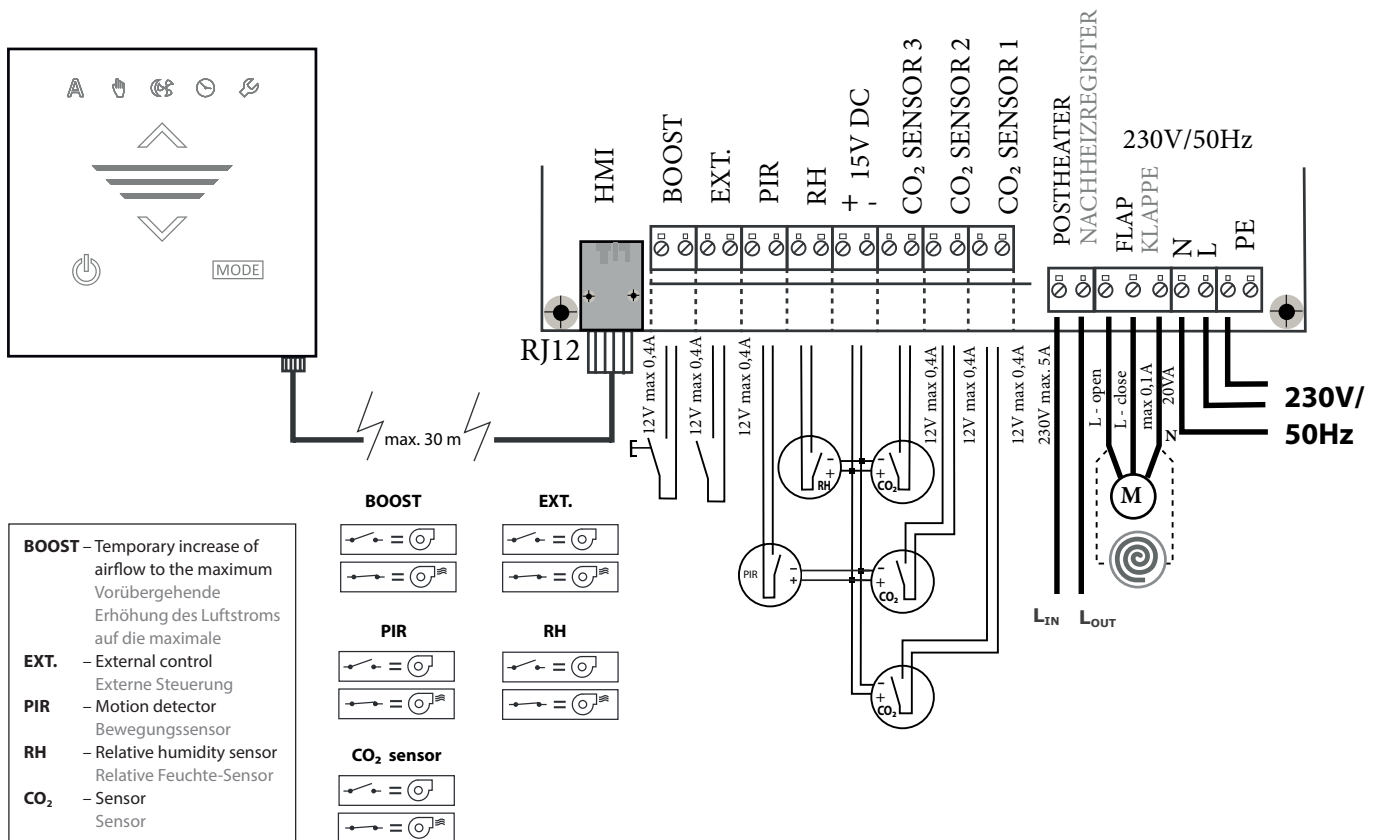 A
MODE
HMI
BOOST
EXT.
PIR
RH
+ 15V DC
-
CO₂ SENSOR 3
CO₂ SENSOR 2
CO₂ SENSOR 1
POSTHEATER
NACHHEIZREGISTER
230V/50Hz
FLAP
KLAPPE
N
L
PE
RJ12
max. 30 m
12V max 0,4A
12V max 0,4A
12V max 0,4A
12V max 0,4A
12V max 0,4A
12V max 0,4A
230V max. 5A
L - open
L - close
max 0,1A
20VA
N
230V/
50Hz
- + RH
- + CO₂
PIR - +
- + CO₂
- + CO₂
M
LIN
LOUT
BOOST – Temporary increase of
airflow to the maximum
Vorübergehende
Erhöhung des Luftstroms
auf die maximale
EXT. – External control
Externe Steuerung
PIR – Motion detector
Bewegungssensor
RH – Relative humidity sensor
Relative Feuchte-Sensor
CO₂ – Sensor
Sensor
BOOST
=
=
EXT.
=
=
PIR
=
=
RH
=
=
CO₂ sensor
=
=